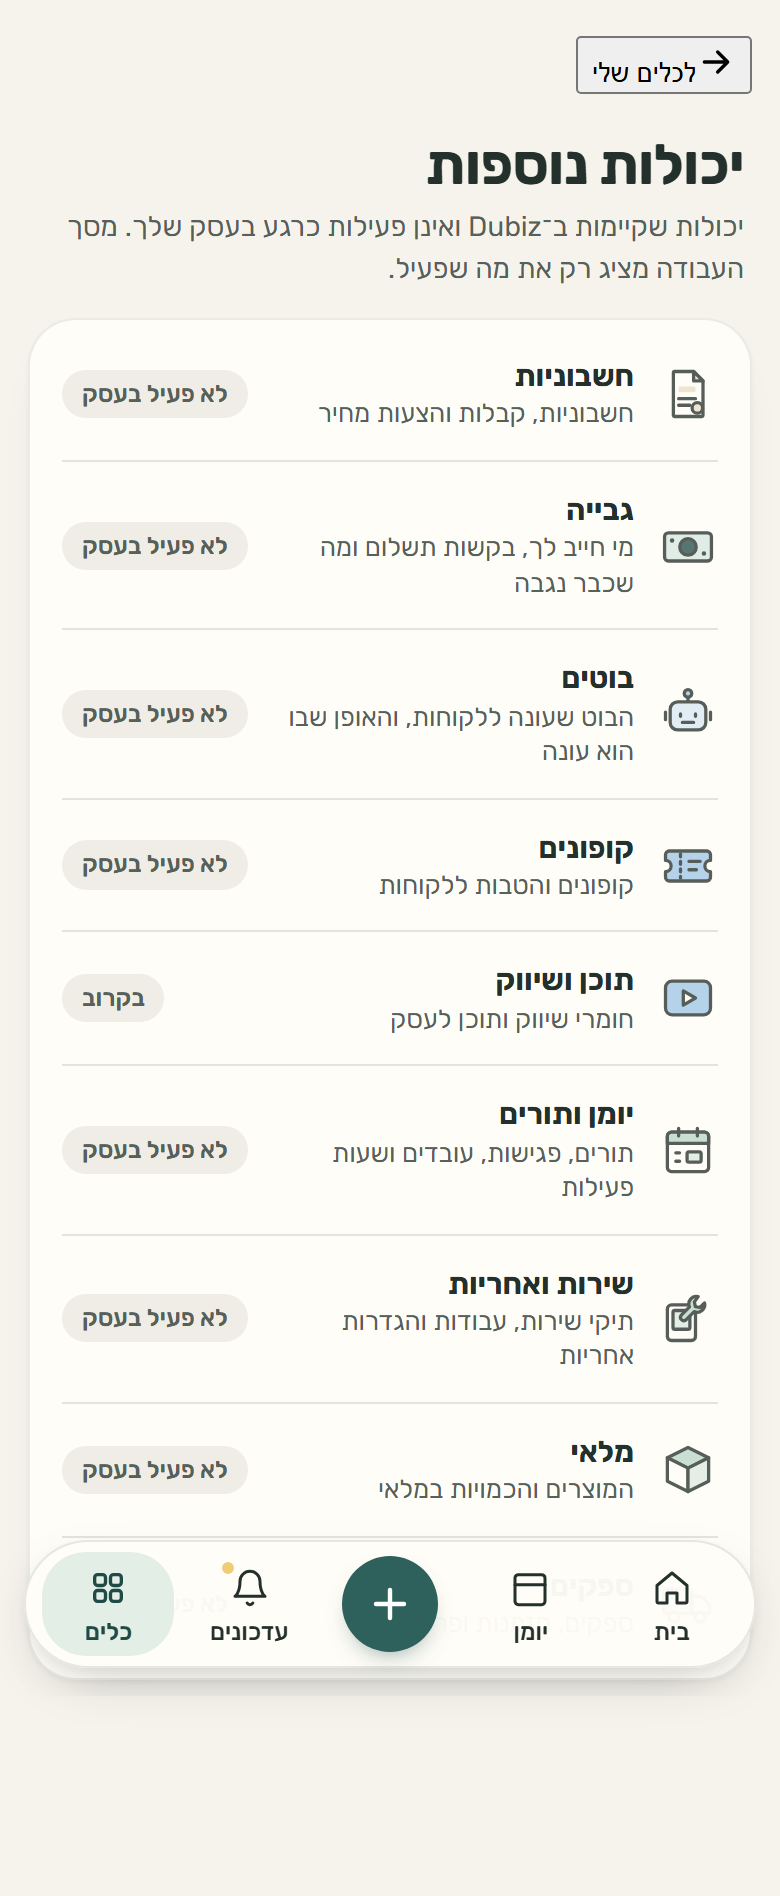 לכלים שלי
יכולות נוספות
יכולות שקיימות ב־Dubiz ואינן פעילות כרגע בעסק שלך. מסך
העבודה מציג רק את מה שפעיל.
חשבוניות
חשבוניות, קבלות והצעות מחיר
לא פעיל בעסק
גבייה
מי חייב לך, בקשות תשלום ומה
שכבר נגבה
לא פעיל בעסק
בוטים
הבוט שעונה ללקוחות, והאופן שבו
הוא עונה
לא פעיל בעסק
קופונים
קופונים והטבות ללקוחות
לא פעיל בעסק
תוכן ושיווק
חומרי שיווק ותוכן לעסק
בקרוב
יומן ותורים
תורים, פגישות, עובדים ושעות
פעילות
לא פעיל בעסק
שירות ואחריות
תיקי שירות, עבודות והגדרות
אחריות
לא פעיל בעסק
מלאי
המוצרים והכמויות במלאי
לא פעיל בעסק
ספקים
ספקים,
לא
בית
יומן
עדכונים
כלים